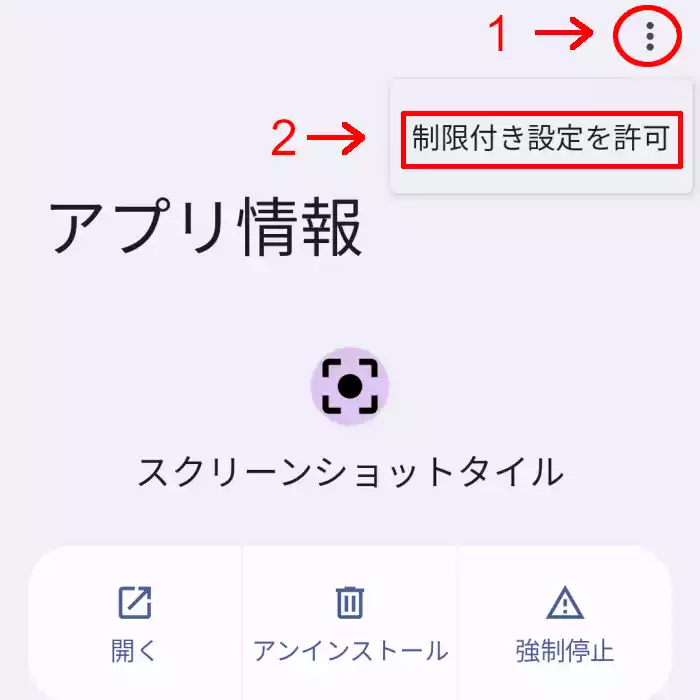 1
2
制限付き設定を許可
アプリ情報
スクリーンショットタイル
開く
アンインストール
強制停止